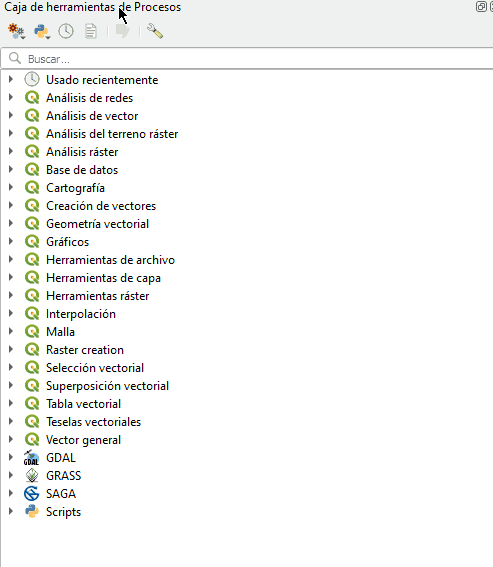 Caja de herramientas de Procesos
Buscar...
Usado recientemente
Análisis de redes
Análisis de vector
Análisis del terreno ráster
Análisis ráster
Base de datos
Cartografía
Creación de vectores
Geometría vectorial
Gráficos
Herramientas de archivo
Herramientas de capa
Herramientas ráster
Interpolación
Malla
Raster creation
Selección vectorial
Superposición vectorial
Tabla vectorial
Teselas vectoriales
Vector general
GDAL GDAL
GRASS
SAGA
Scripts